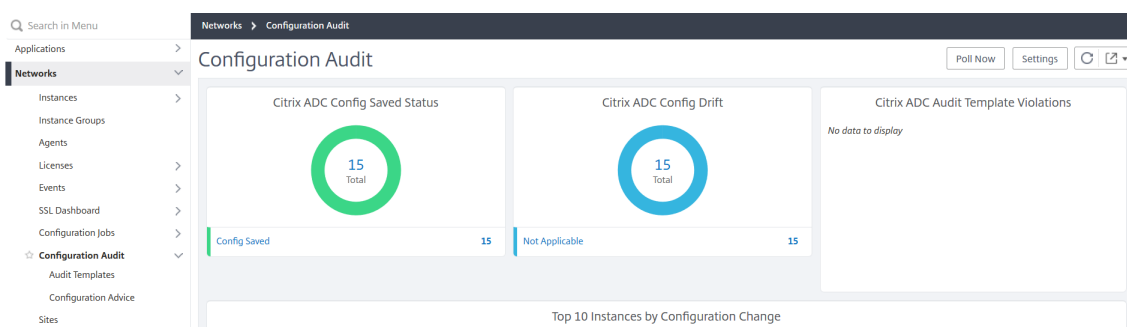 Search in Menu
Applications
Networks
Instances
Instance Groups
Agents
Licenses
Events
SSL Dashboard
Configuration Jobs
Configuration Audit
Audit Templates
Configuration Advice
Sites
Networks > Configuration Audit
Configuration Audit
Poll Now
Settings
Citrix ADC Config Saved Status
15
Total
Config Saved 15
Citrix ADC Config Drift
15
Total
Not Applicable 15
Citrix ADC Audit Template Violations
No data to display
Top 10 Instances by Configuration Change